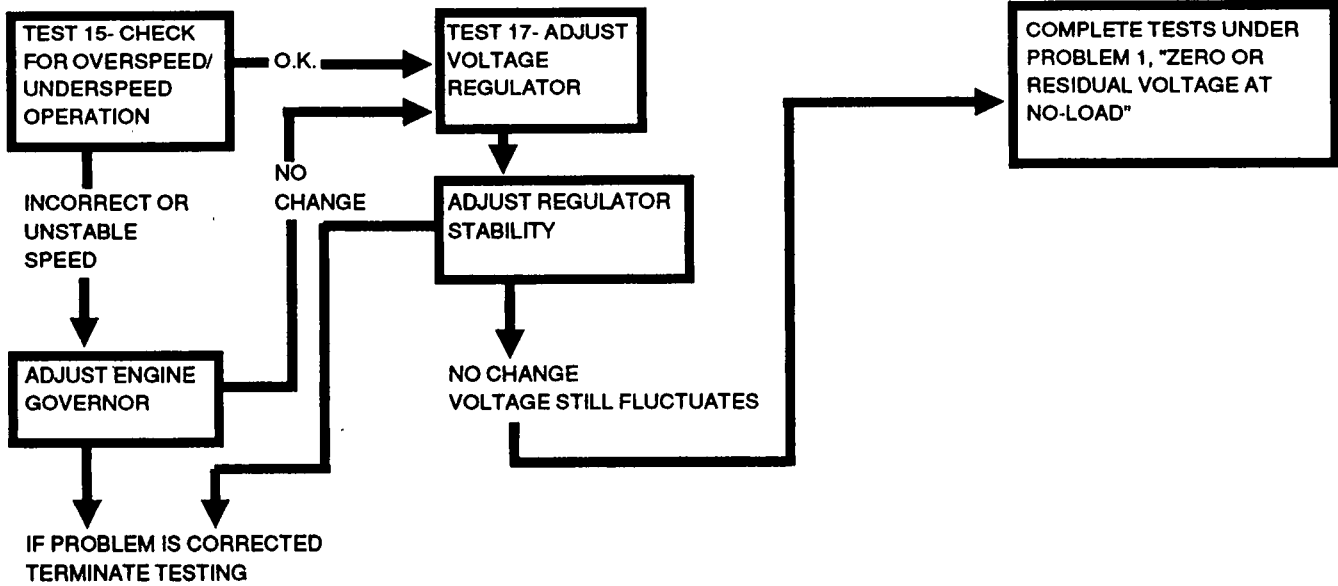 TEST 15- CHECK
FOR OVERSPEED/
UNDERSPEED
OPERATION
O.K.
TEST 17- ADJUST
VOLTAGE
REGULATOR
COMPLETE TESTS UNDER
PROBLEM 1, "ZERO OR
RESIDUAL VOLTAGE AT
NO-LOAD"
INCORRECT OR
UNSTABLE
SPEED
NO
CHANGE
ADJUST REGULATOR
STABILITY
ADJUST ENGINE
GOVERNOR
NO CHANGE
VOLTAGE STILL FLUCTUATES
IF PROBLEM IS CORRECTED
TERMINATE TESTING